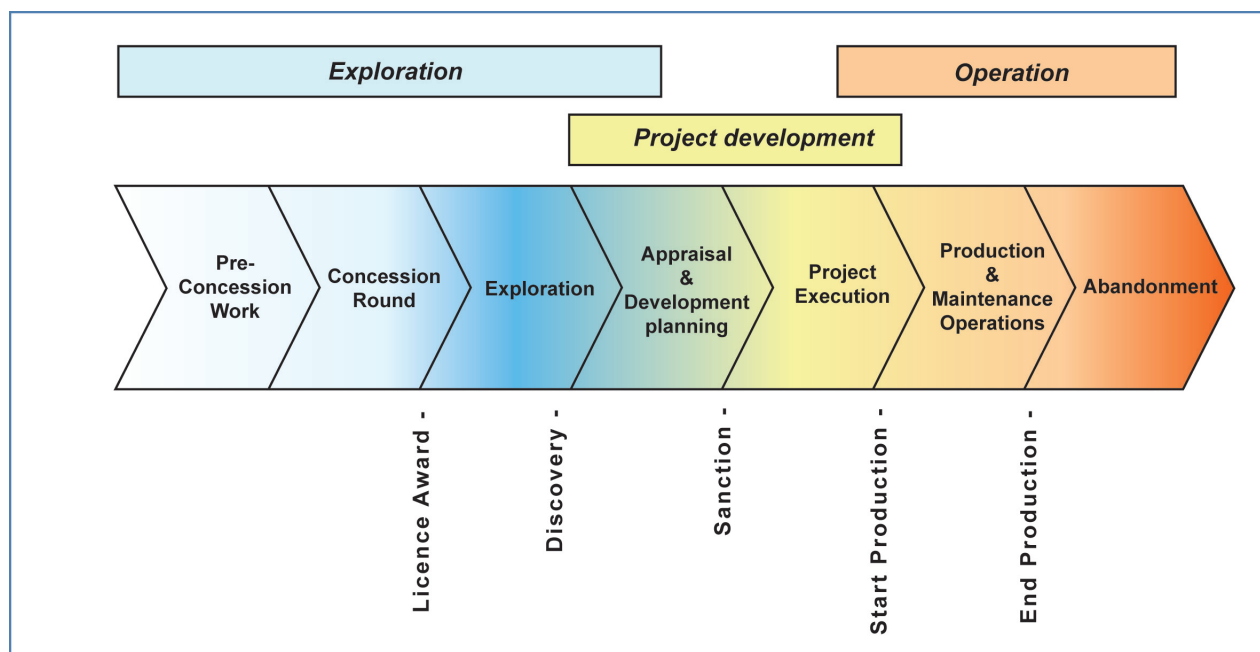 Exploration
Operation
Project development
Pre-
Concession
Work
Concession
Round
Exploration
Appraisal
&
Development
planning
Project
Execution
Production
&
Maintenance
Operations
Abandonment
Licence Award -
Discovery -
Sanction -
Start Production -
End Production -